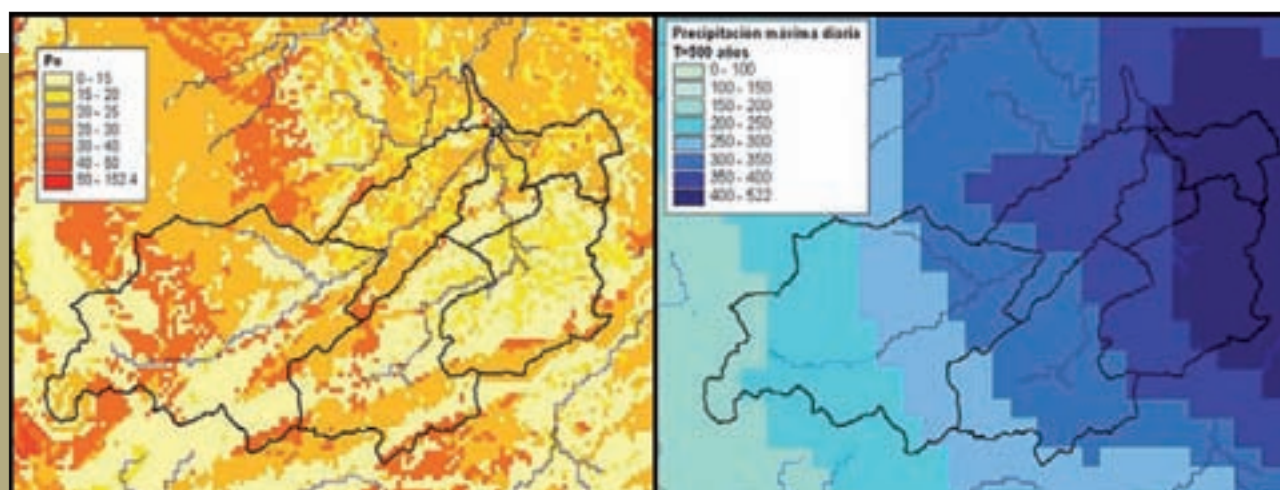 Po
0 - 15
15 - 20
20 - 25
25 - 30
30 - 40
40 - 50
50 - 152.4
Precipitación máxima diaria
T=500 años
0 - 100
100 - 150
150 - 200
200 - 250
250 - 300
300 - 350
350 - 400
400 - 522